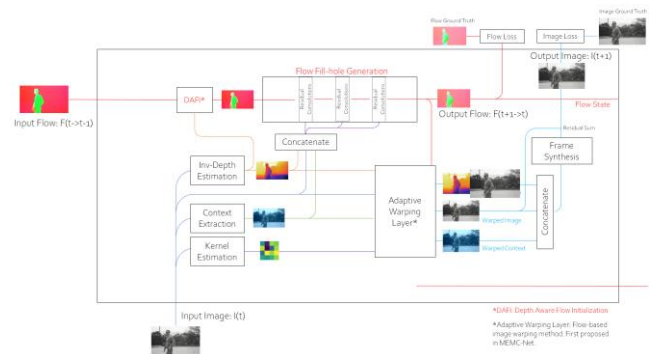 Flow Ground Truth
Image Ground Truth
Flow Loss
Image Loss
Output Image: I(t+1)
Flow Fill-hole Generation
Residual Convolutions
Residual Convolutions
Residual Convolutions
DAFI*
Input Flow: F(t->t-1)
Output Flow: F(t+1->t)
Flow State
Residual Sum
Concatenate
Frame
Synthesis
Inv-Depth
Estimation
Context
Extraction
Kernel
Estimation
Adaptive
Warping
Layer*
Concatenate
Warped Image
Warped Context
Input Image: I(t)
*DAFI: Depth Aware Flow Initialization
*Adaptive Warping Layer: Flow-based
image warping method. First proposed
in MEMC-Net.